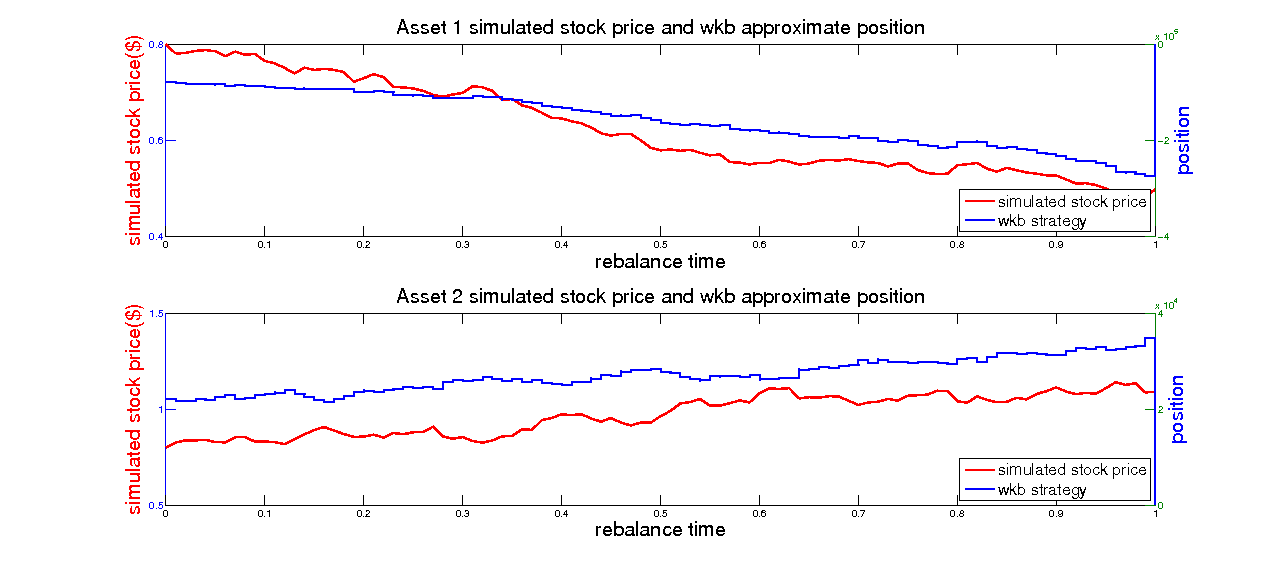 Asset 1 simulated stock price and wkb approximate position
x 10^5
simulated stock price($)
0.8
0.6
0.4
0
-2
-4
position
simulated stock price
wkb strategy
0 0.1 0.2 0.3 0.4 0.5 0.6 0.7 0.8 0.9 1
rebalance time
Asset 2 simulated stock price and wkb approximate position
x 10^4
simulated stock price($)
1.5
1
0.5
4
2
0
position
simulated stock price
wkb strategy
0 0.1 0.2 0.3 0.4 0.5 0.6 0.7 0.8 0.9 1
rebalance time